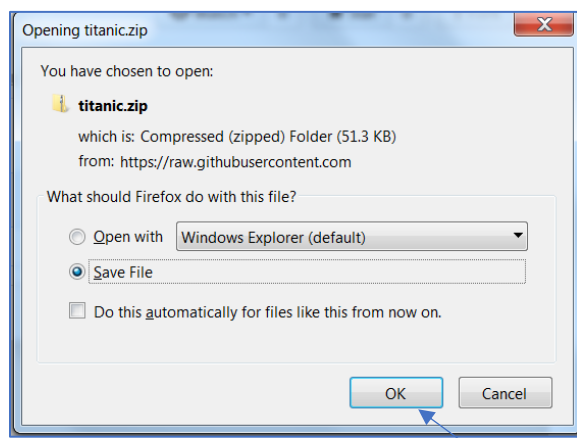 Opening titanic.zip
You have chosen to open:
titanic.zip
which is: Compressed (zipped) Folder (51.3 KB)
from: https://raw.githubusercontent.com
What should Firefox do with this file?
Open with Windows Explorer (default)
Save File
Do this automatically for files like this from now on.
OK Cancel